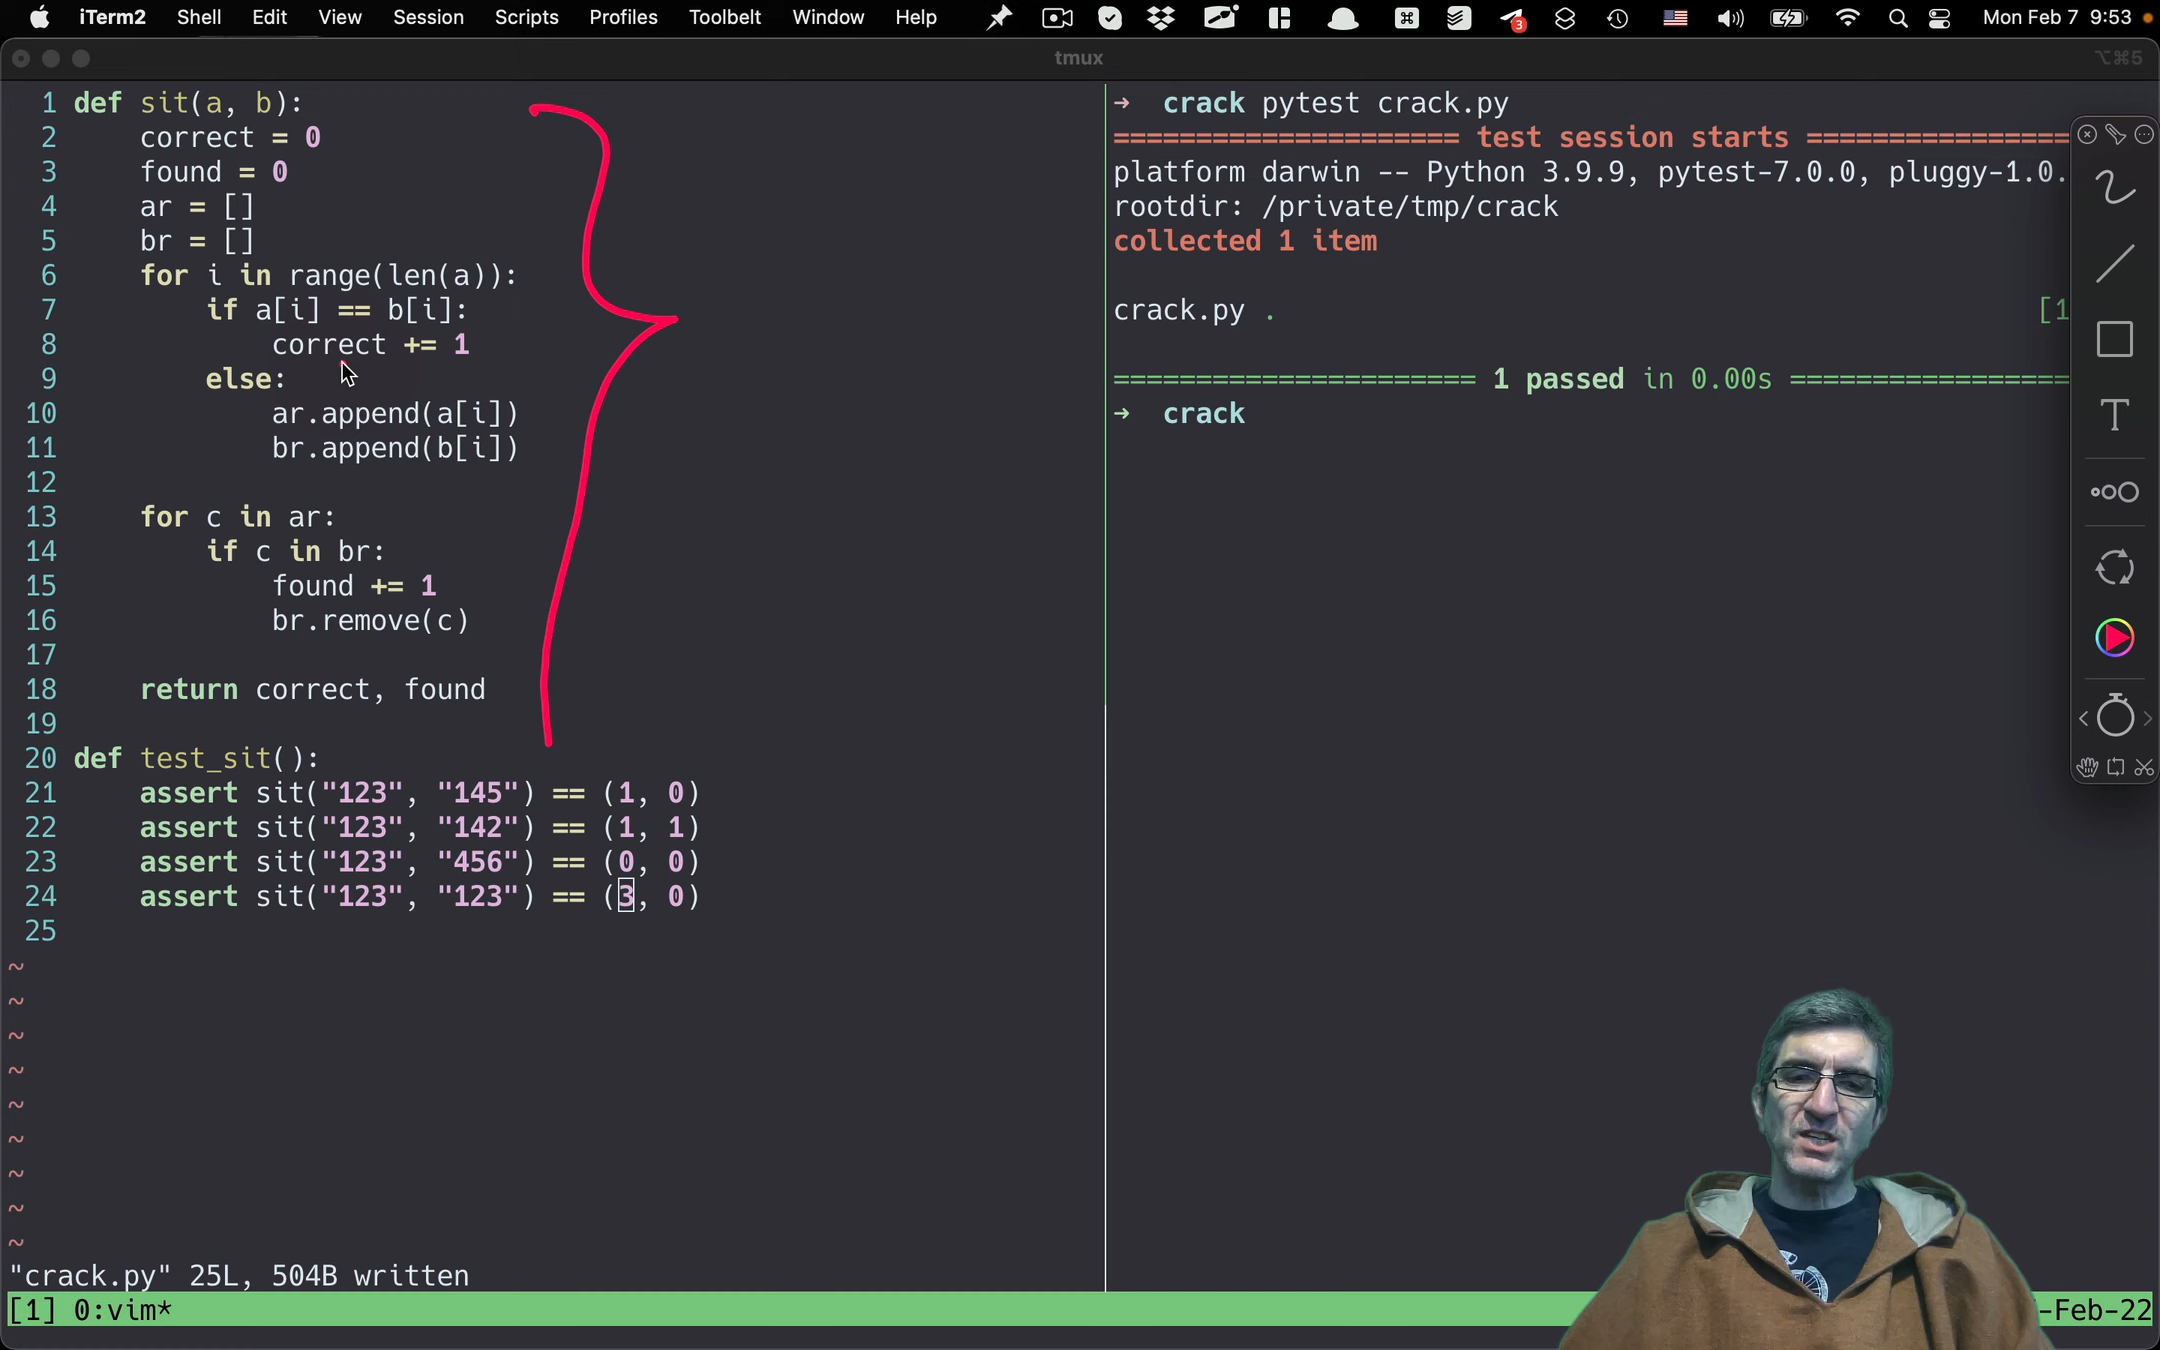 iTerm2 Shell Edit View Session Scripts Profiles Toolbelt Window Help 3 Mon Feb 7 9:53
tmux ⌥⌘5
1 def sit(a, b):
2     correct = 0
3     found = 0
4     ar = []
5     br = []
6     for i in range(len(a)):
7         if a[i] == b[i]:
8             correct += 1
9         else:
10             ar.append(a[i])
11             br.append(b[i])
12
13     for c in ar:
14         if c in br:
15             found += 1
16             br.remove(c)
17
18     return correct, found
19
20 def test_sit():
21     assert sit("123", "145") == (1, 0)
22     assert sit("123", "142") == (1, 1)
23     assert sit("123", "456") == (0, 0)
24     assert sit("123", "123") == (3, 0)
25
~
~
~
~
~
~
~
~
~
"crack.py" 25L, 504B written
➜ crack pytest crack.py
===================== test session starts ================
platform darwin -- Python 3.9.9, pytest-7.0.0, pluggy-1.0.
rootdir: /private/tmp/crack
collected 1 item
crack.py . [1
====================== 1 passed in 0.00s =================
➜ crack
T
[1] 0:vim* -Feb-22